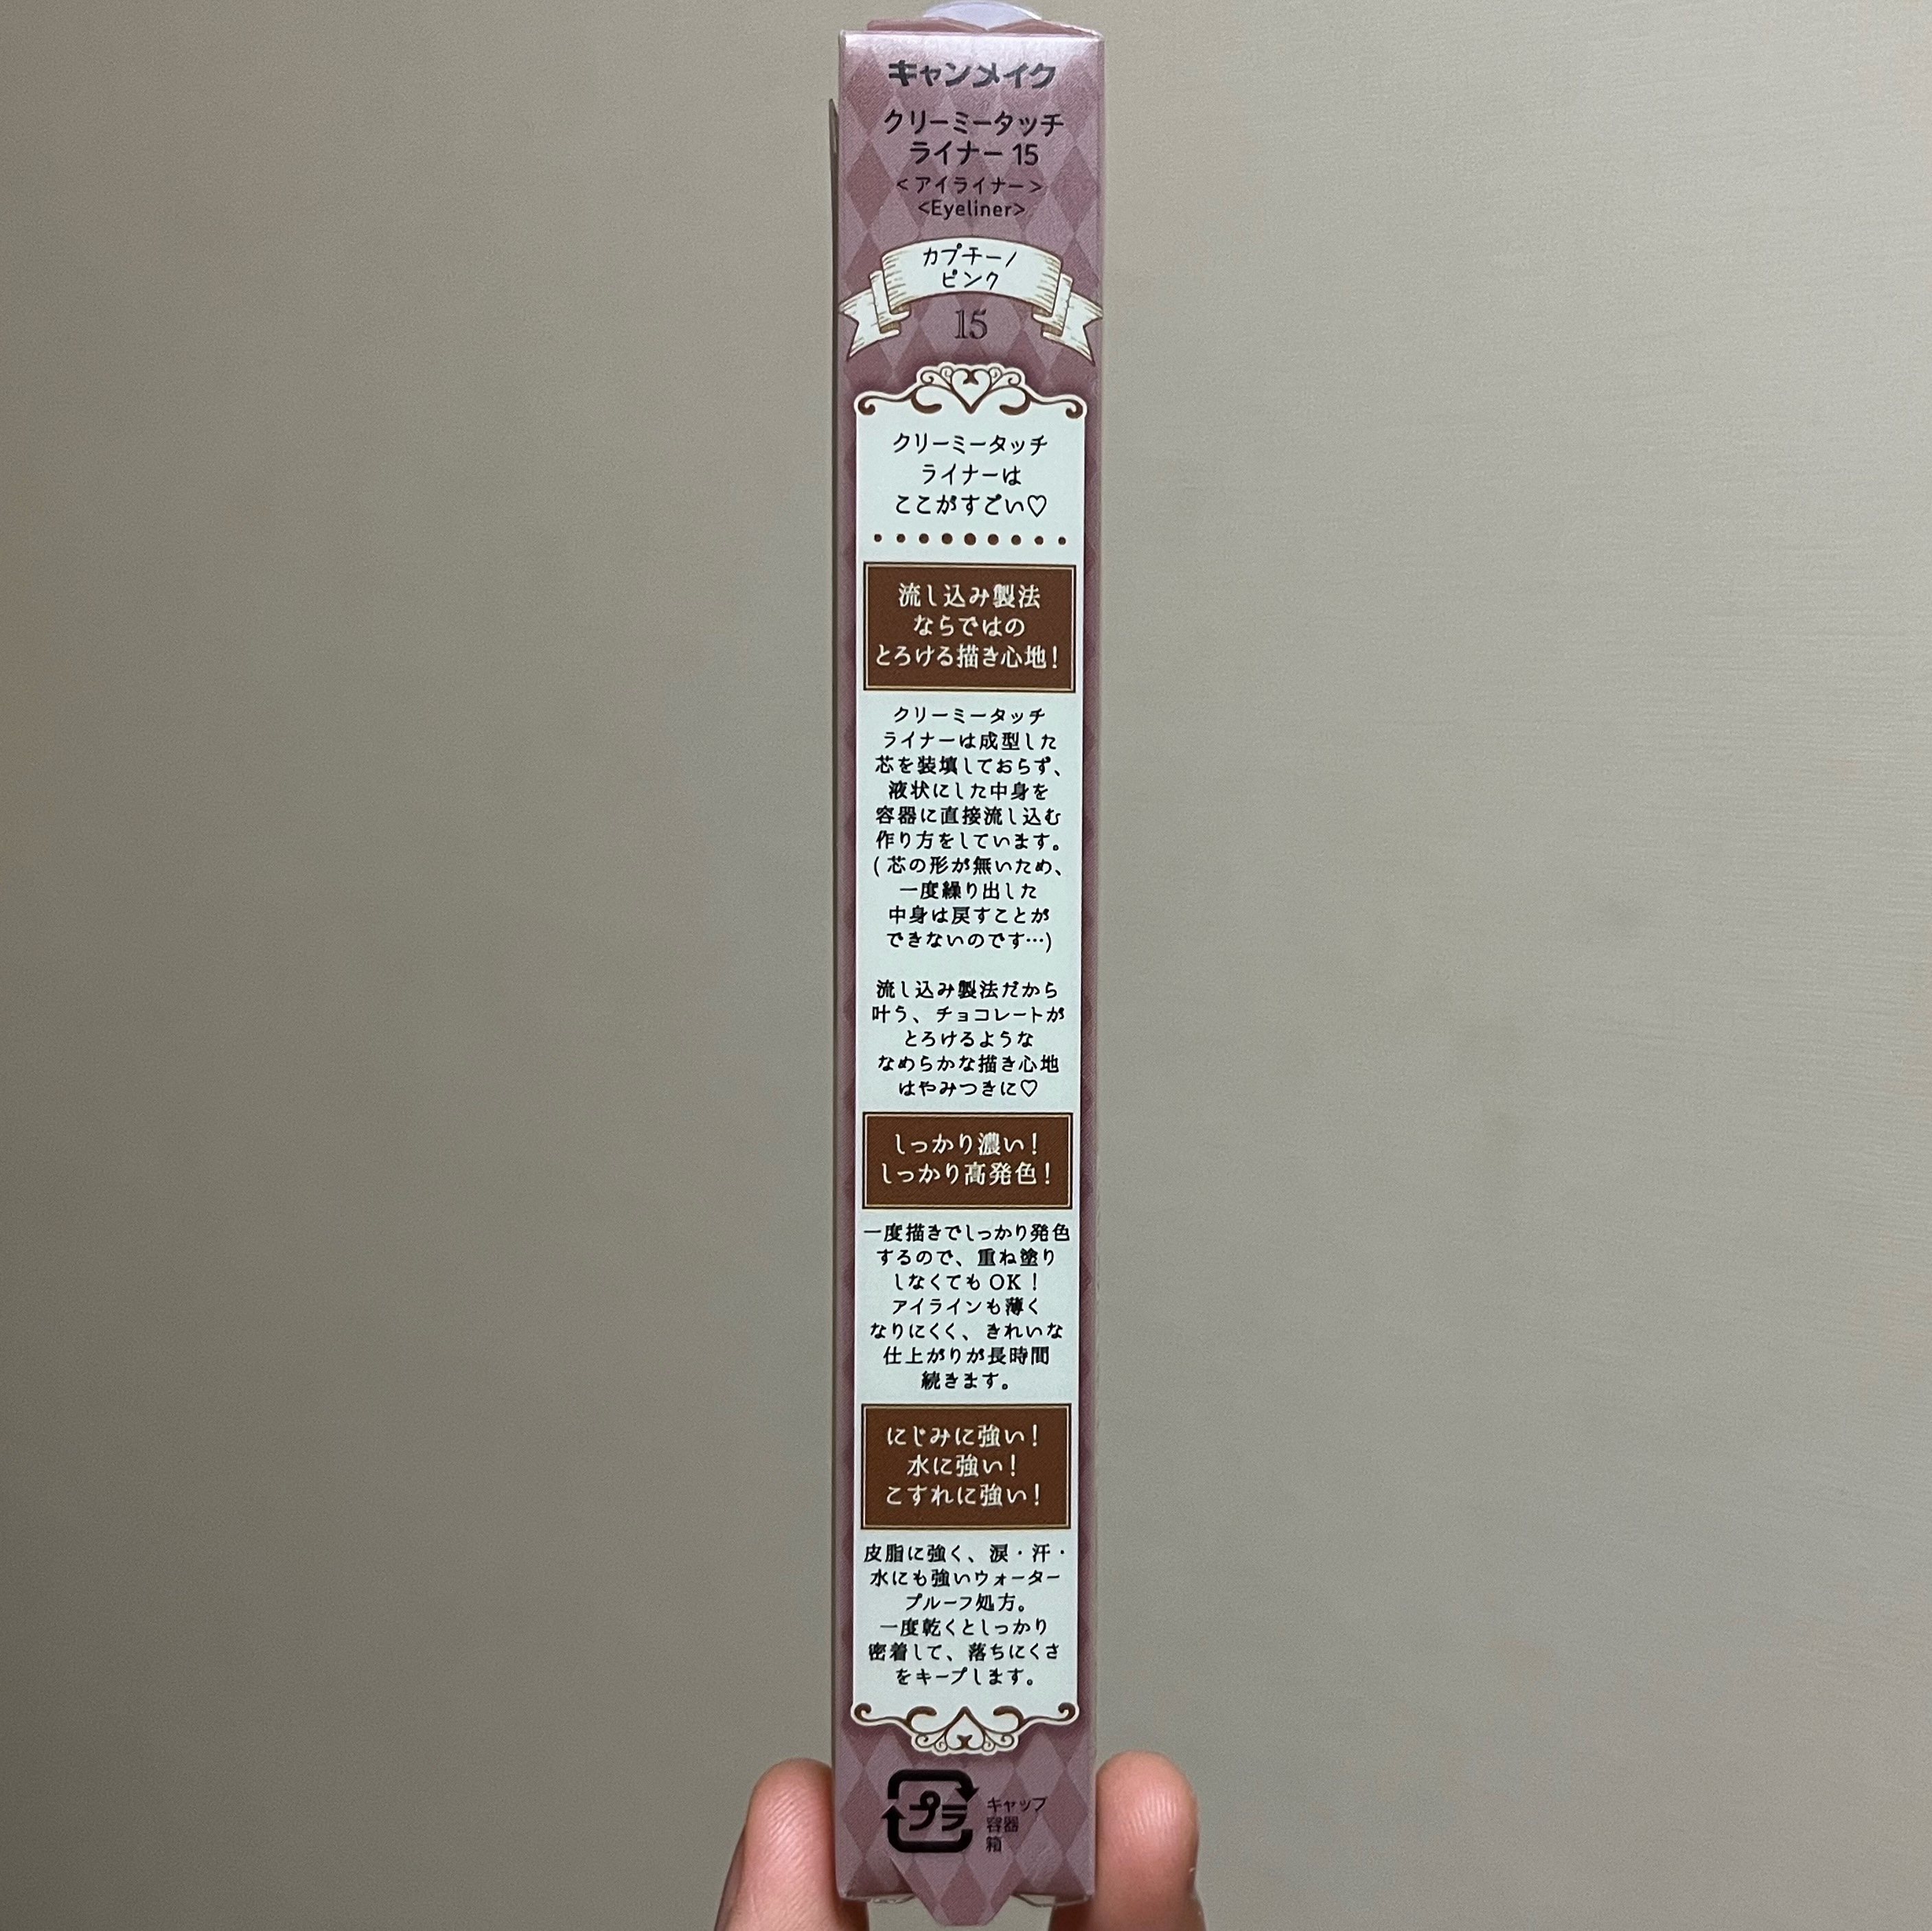 キャンメイク
クリーミータッチ
ライナー 15
<アイライナー>
<Eyeliner>
カプチーノ
ピンク
15
クリーミータッチ
ライナーは
ここがすごい♡
流し込み製法
ならではの
とろける描き心地!
クリーミータッチ
ライナーは成型した
芯を装填しておらず、
液状にした中身を
容器に直接流し込む
作り方をしています。
(芯の形が無いため、
一度繰り出した
中身は戻すことが
できないのです…)
流し込み製法だから
叶う、チョコレートが
とろけるような
なめらかな描き心地
はやみつきに♡
しっかり濃い!
しっかり高発色!
一度描きでしっかり発色
するので、重ね塗り
しなくてもOK!
アイラインも薄く
なりにくく、きれいな
仕上がりが長時間
続きます。
にじみに強い!
水に強い!
こすれに強い!
皮脂に強く、涙・汗・
水にも強いウォーター
プルーフ処方。
一度乾くとしっかり
密着して、落ちにくさ
をキープします。
プラ
キャップ
容器
箱